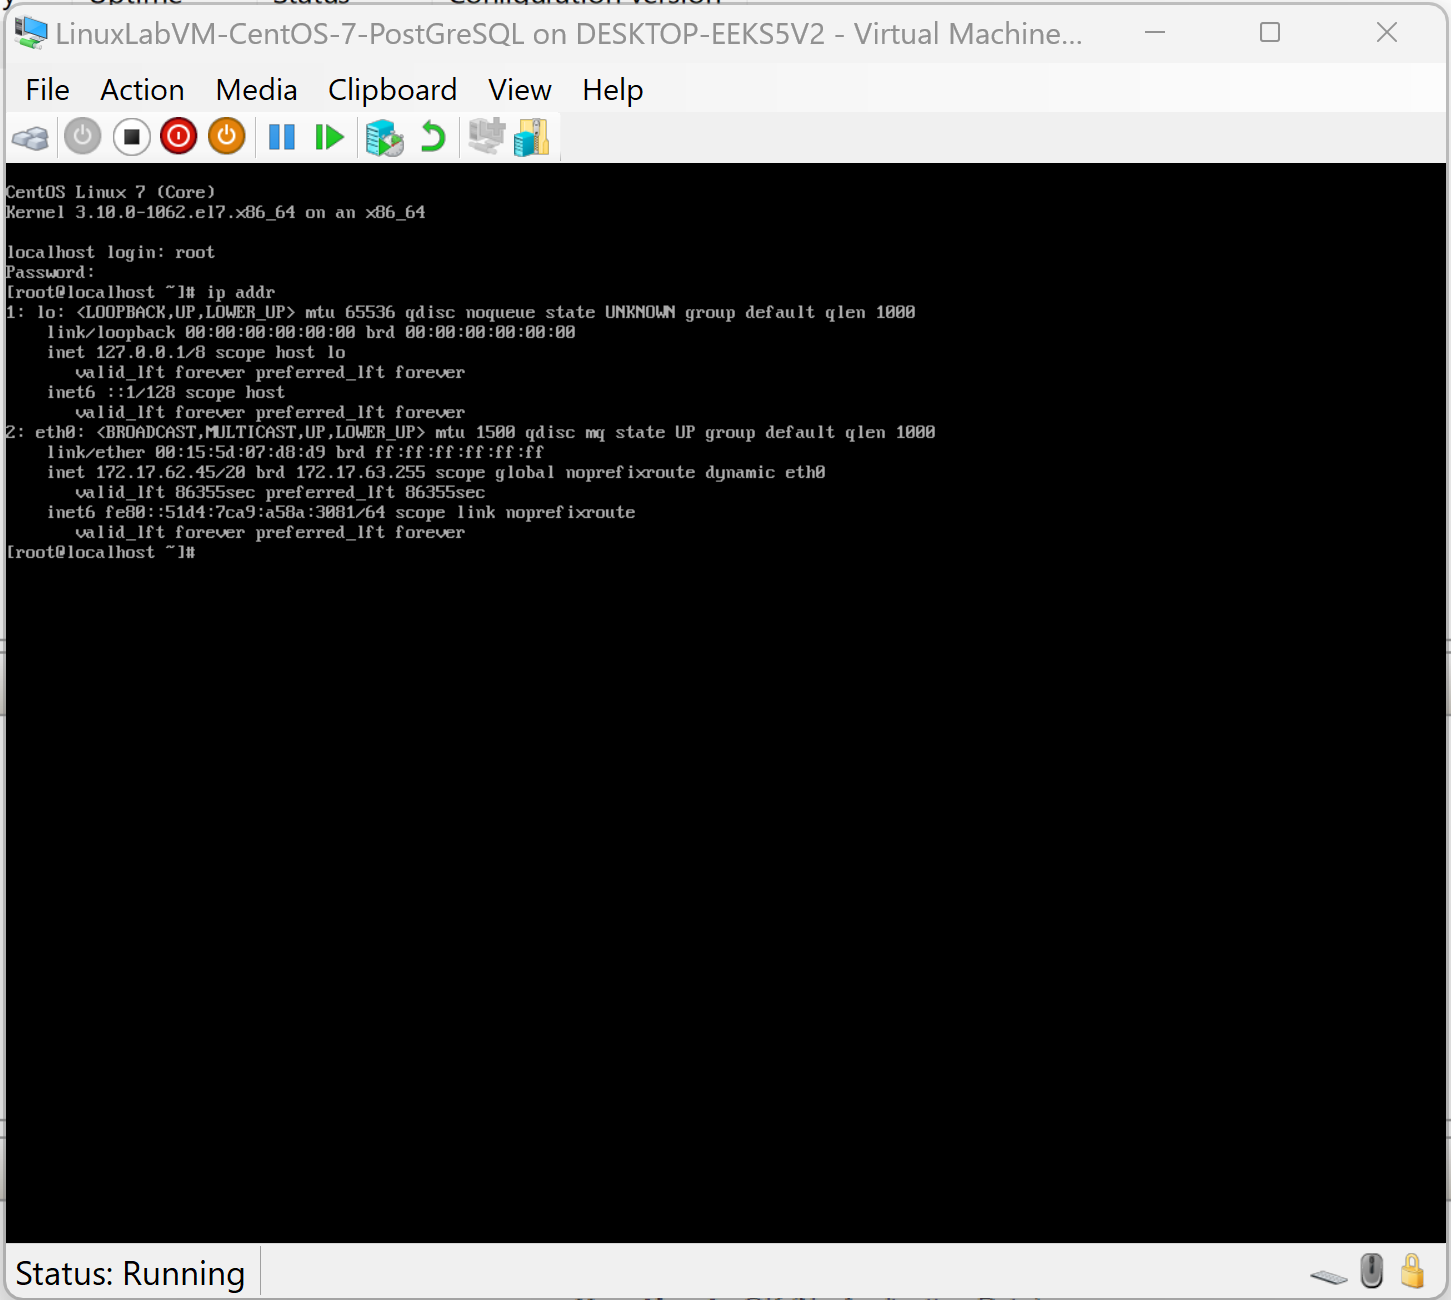 LinuxLabVM-CentOS-7-PostGreSQL on DESKTOP-EEKS5V2 - Virtual Machine...
File Action Media Clipboard View Help
CentOS Linux 7 (Core)
Kernel 3.10.0-1062.el7.x86_64 on an x86_64
localhost login: root
Password:
[root@localhost ~]# ip addr
1: lo: <LOOPBACK,UP,LOWER_UP> mtu 65536 qdisc noqueue state UNKNOWN group default qlen 1000
link/loopback 00:00:00:00:00:00 brd 00:00:00:00:00:00
inet 127.0.0.1/8 scope host lo
valid_lft forever preferred_lft forever
inet6 ::1/128 scope host
valid_lft forever preferred_lft forever
2: eth0: <BROADCAST,MULTICAST,UP,LOWER_UP> mtu 1500 qdisc mq state UP group default qlen 1000
link/ether 00:15:5d:07:d8:d9 brd ff:ff:ff:ff:ff:ff
inet 172.17.62.45/20 brd 172.17.63.255 scope global noprefixroute dynamic eth0
valid_lft 86355sec preferred_lft 86355sec
inet6 fe80::51d4:7ca9:a58a:3081/64 scope link noprefixroute
valid_lft forever preferred_lft forever
[root@localhost ~]#
Status: Running